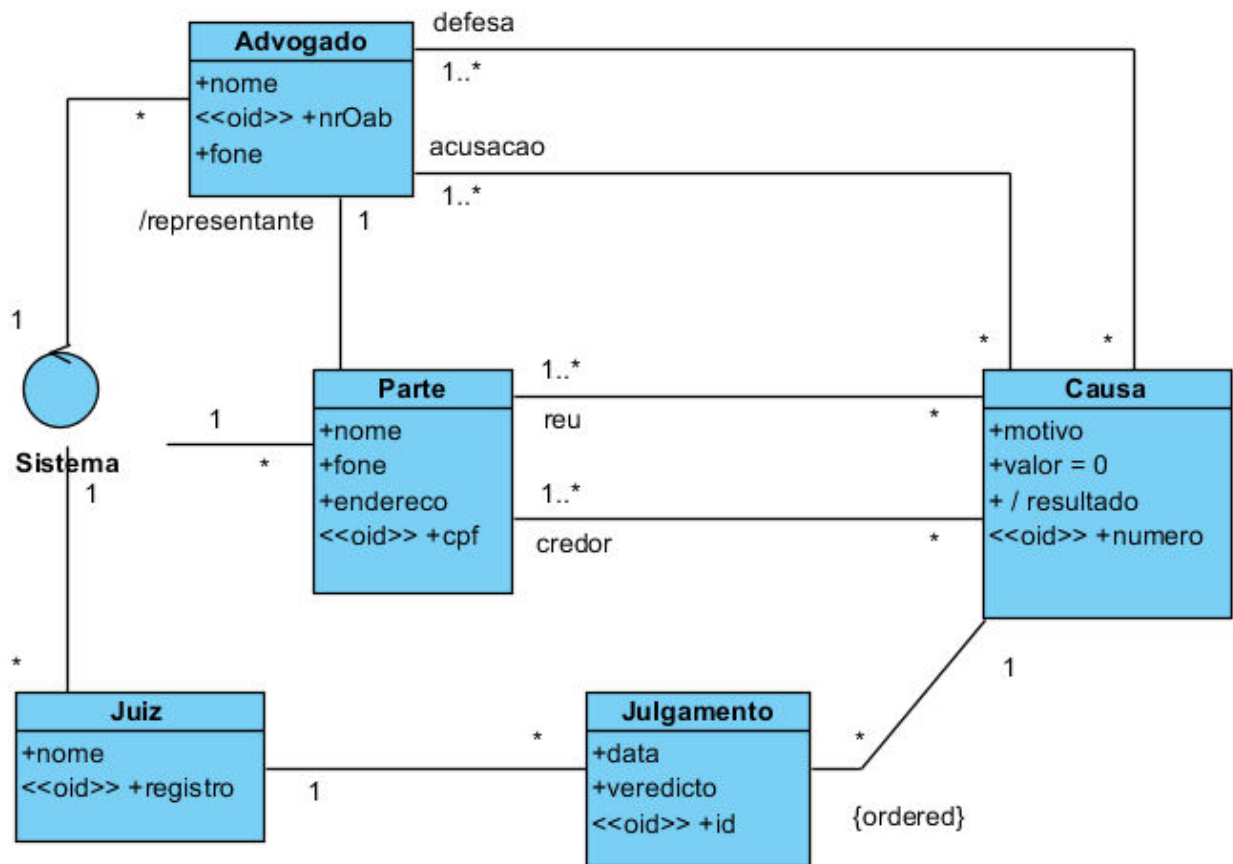 defesa
Advogado
1..*
+nome
<<oid>> +nrOab
+fone
*
acusacao
1..*
/representante
1
1
*
*
Sistema
1
1
*
Parte
+nome
+fone
+endereco
<<oid>> +cpf
1..*
reu
*
1..*
credor
*
Causa
+motivo
+valor = 0
+ / resultado
<<oid>> +numero
1
*
Juiz
+nome
<<oid>> +registro
1
*
Julgamento
+data
+veredicto
<<oid>> +id
*
{ordered}